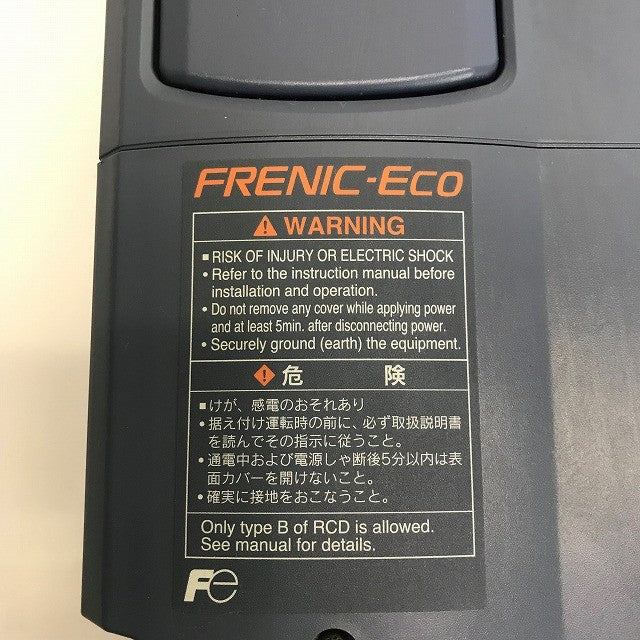 FRENIC-Eco
WARNING
■ RISK OF INJURY OR ELECTRIC SHOCK
• Refer to the instruction manual before
installation and operation.
• Do not remove any cover while applying power
and at least 5min. after disconnecting power.
• Securely ground (earth) the equipment.
危 険
■ けが、感電のおそれあり
• 据え付け運転時の前に、必ず取扱説明書
を読んでその指示に従うこと。
• 通電中および電源しゃ断後5分以内は表
面カバーを開けないこと。
• 確実に接地をおこなうこと。
Only type B of RCD is allowed.
See manual for details.
Fe